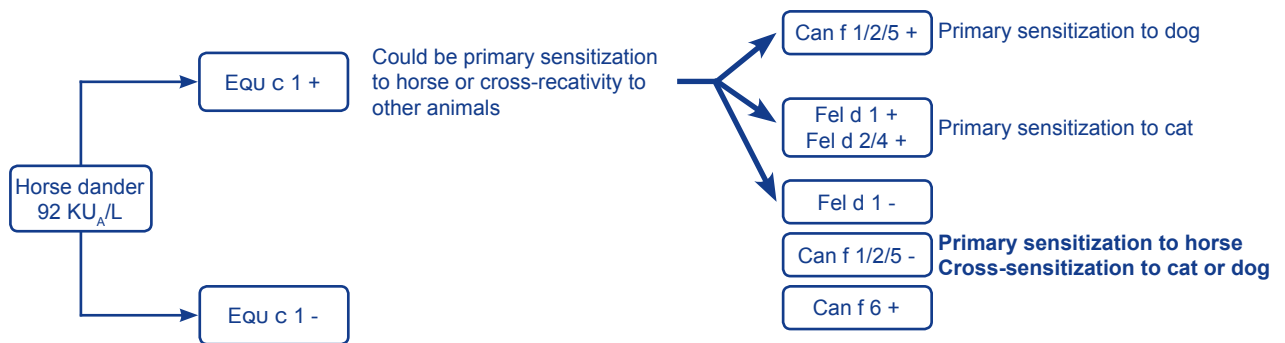 Horse dander
92 KU_A/L
Equ c 1 +
Could be primary sensitization
to horse or cross-recativity to
other animals
Can f 1/2/5 +
Primary sensitization to dog
Fel d 1 +
Fel d 2/4 +
Primary sensitization to cat
Fel d 1 -
Can f 1/2/5 -
Primary sensitization to horse
Cross-sensitization to cat or dog
Can f 6 +
Equ c 1 -